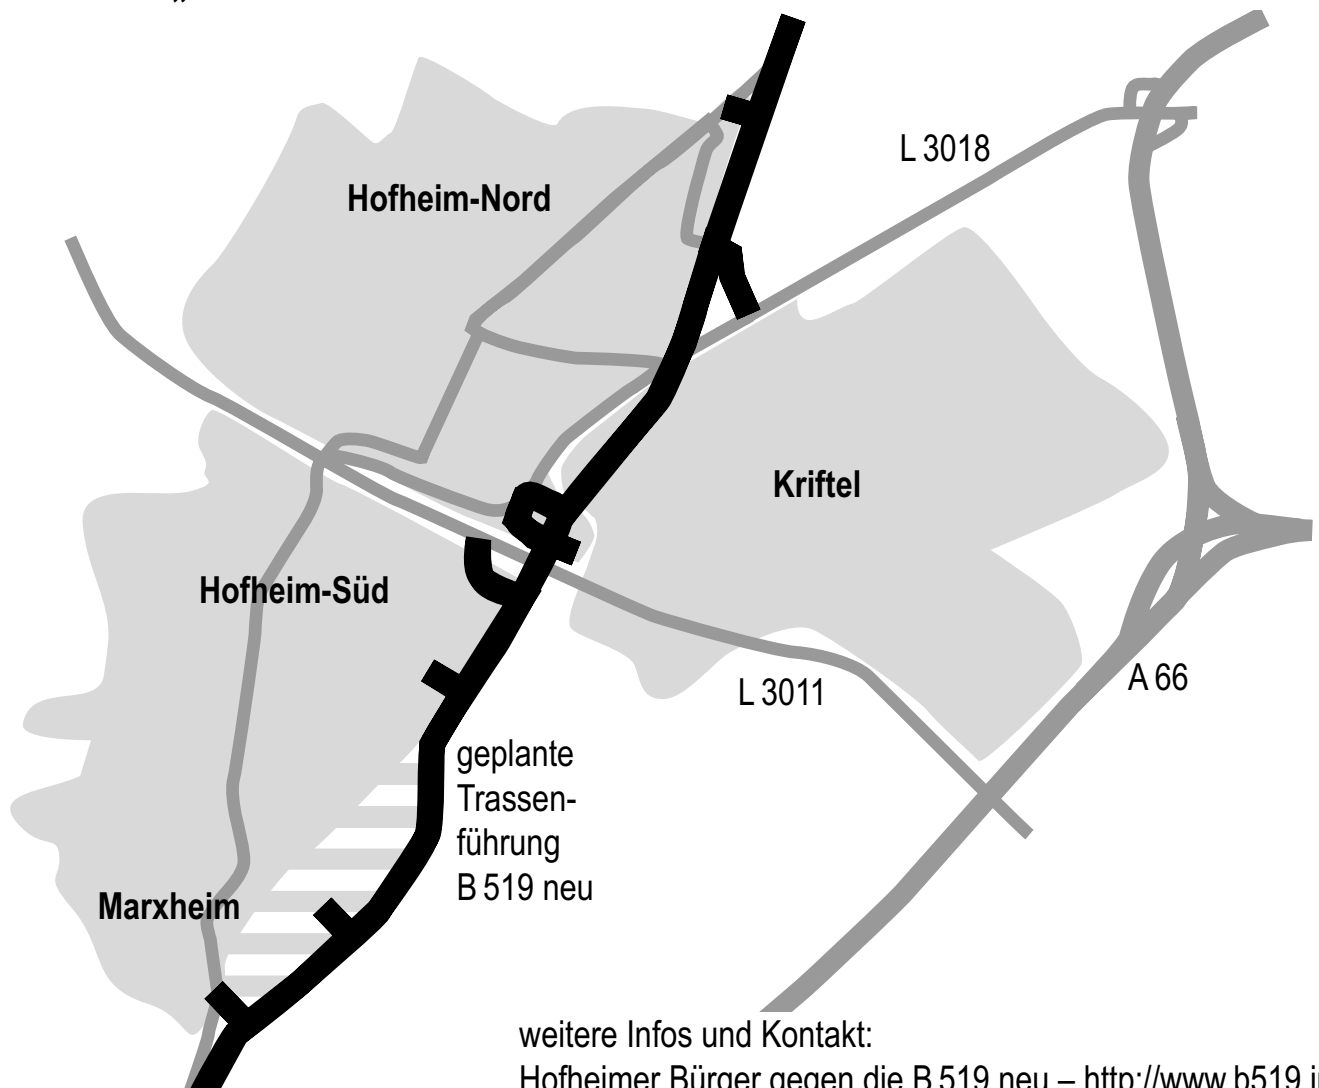 L 3018
Hofheim-Nord
Kriftel
Hofheim-Süd
A 66
L 3011
geplante
Trassen-
führung
B 519 neu
Marxheim
weitere Infos und Kontakt:
Hofheimer Bürger gegen die B 519 neu – http://www.b519.i